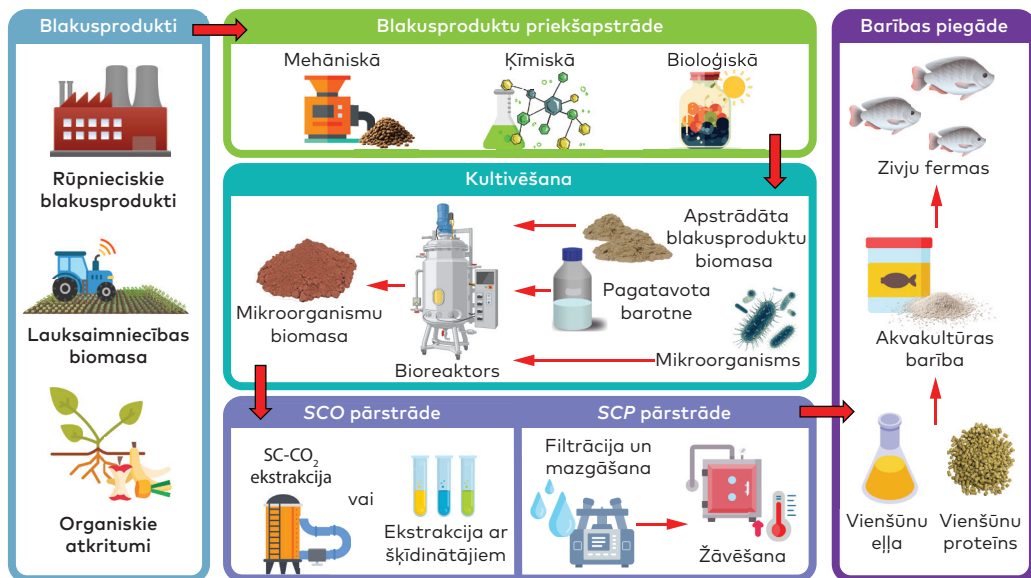 Blakusprodukti
Rūpnieciskie
blakusprodukti
Lauksaimniecības
biomasa
Organiskie
atkritumi
Blakusproduktu priekšapstrāde
Mehāniskā
Ķīmiskā
Bioloģiskā
Kultivēšana
Apstrādāta
blakusproduktu
biomasa
Pagatavota
barotne
Mikroorganisms
Bioreaktors
Mikroorganismu
biomasa
SCO pārstrāde
SC-CO₂
ekstrakcija
vai
Ekstrakcija ar
šķīdinātājiem
SCP pārstrāde
Filtrācija un
mazgāšana
Žāvēšana
Barības piegāde
Zivju fermas
Akvakultūras
barība
Vienšūnu
eļļa
Vienšūnu
proteīns